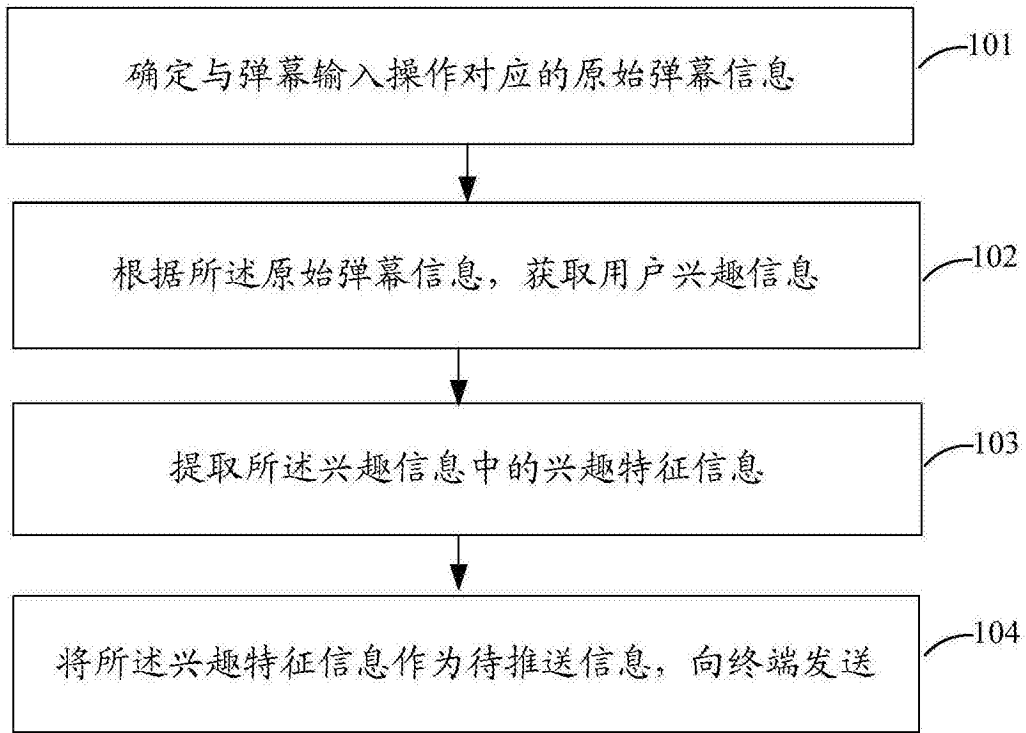 确定与弹幕输入操作对应的原始弹幕信息
101
根据所述原始弹幕信息，获取用户兴趣信息
102
提取所述兴趣信息中的兴趣特征信息
103
将所述兴趣特征信息作为待推送信息，向终端发送
104